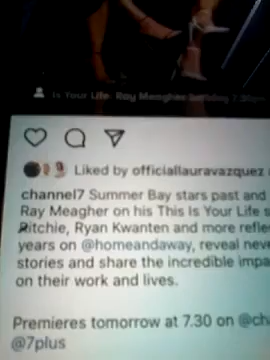 Is Your Life: Ray Meagher
Liked by officiallauravazquez
channel7 Summer Bay stars past and
Ray Meagher on his This Is Your Life s
Ritchie, Ryan Kwanten and more refle
years on @homeandaway, reveal neve
stories and share the incredible impa
on their work and lives.
Premieres tomorrow at 7.30 on @cha
@7plus